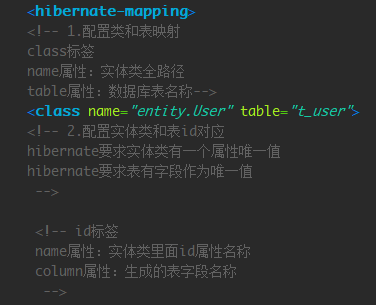 <hibernate-mapping>
<!-- 1.配置类和表映射
class标签
name属性：实体类全路径
table属性：数据库表名称-->
<class name="entity.User" table="t_user">
<!-- 2.配置实体类和表id对应
hibernate要求实体类有一个属性唯一值
hibernate要求表有字段作为唯一值
-->
<!-- id标签
name属性：实体类里面id属性名称
column属性：生成的表字段名称
-->